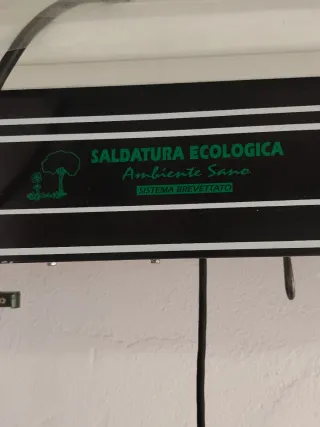 SALDATURA ECOLOGICA
Ambiente Sano
SISTEMA BREVETTATO